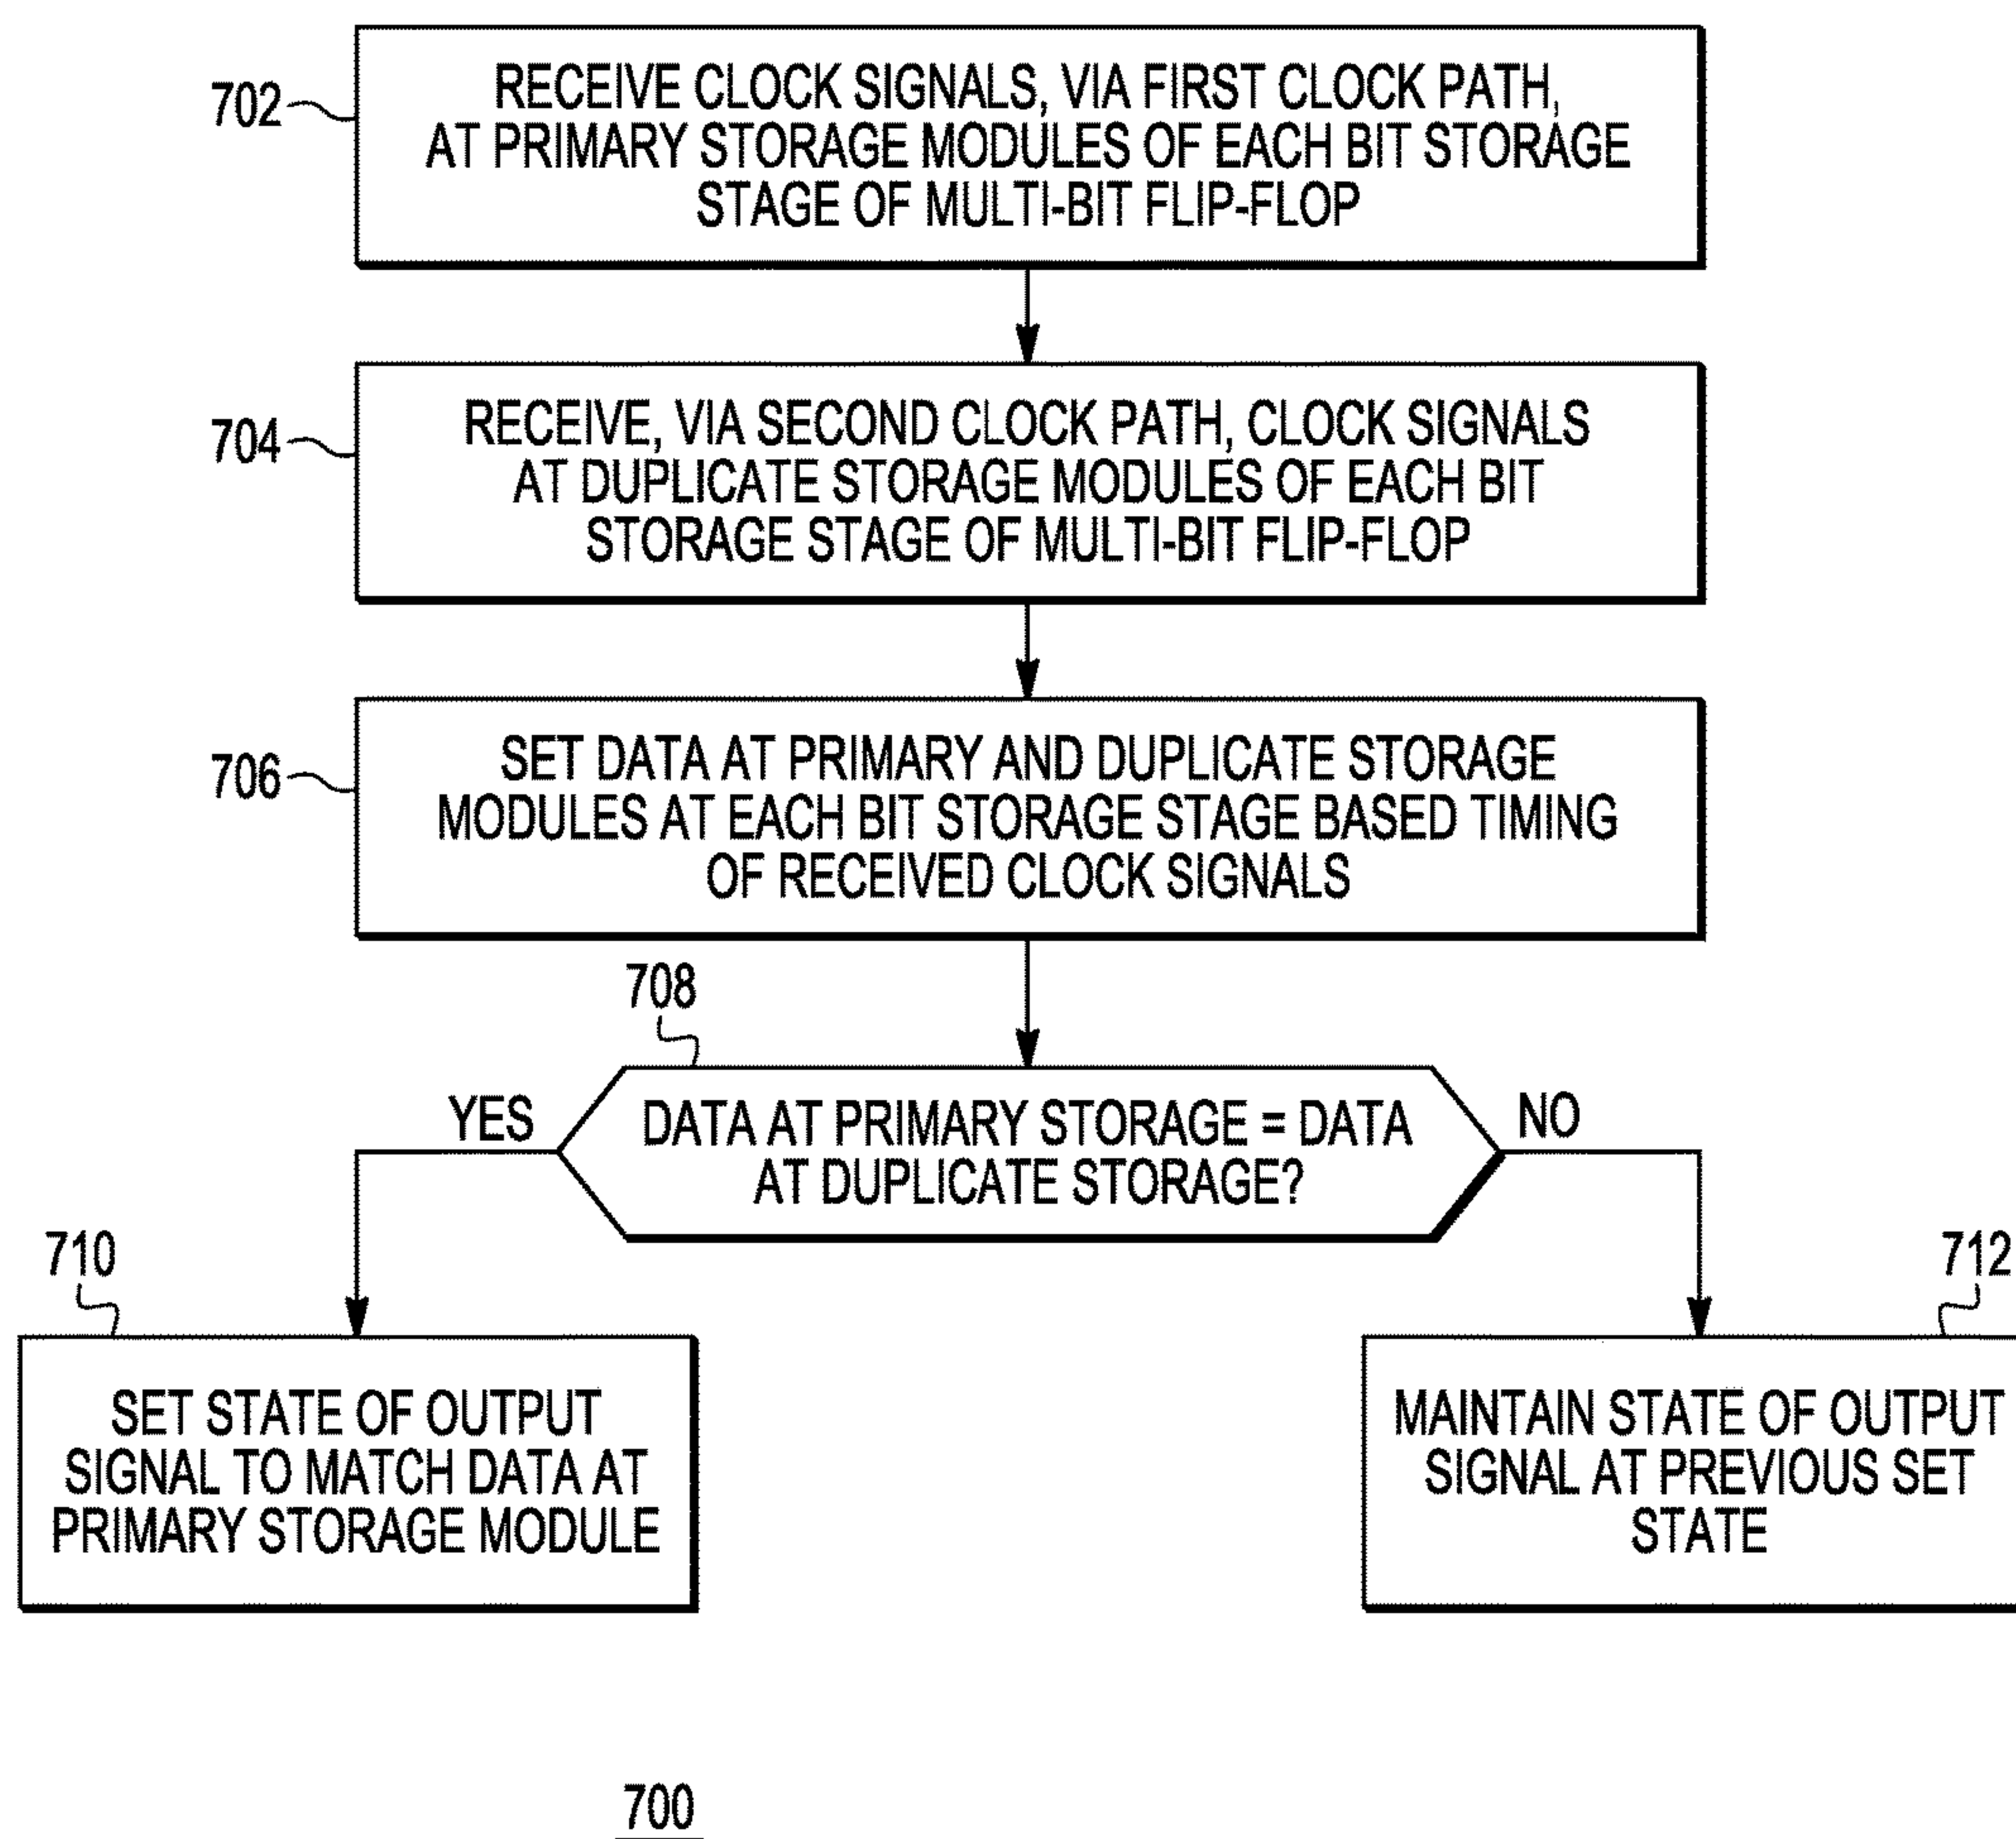 702
RECEIVE CLOCK SIGNALS, VIA FIRST CLOCK PATH,
AT PRIMARY STORAGE MODULES OF EACH BIT STORAGE
STAGE OF MULTI-BIT FLIP-FLOP
704
RECEIVE, VIA SECOND CLOCK PATH, CLOCK SIGNALS
AT DUPLICATE STORAGE MODULES OF EACH BIT
STORAGE STAGE OF MULTI-BIT FLIP-FLOP
706
SET DATA AT PRIMARY AND DUPLICATE STORAGE
MODULES AT EACH BIT STORAGE STAGE BASED TIMING
OF RECEIVED CLOCK SIGNALS
708
YES
DATA AT PRIMARY STORAGE = DATA
AT DUPLICATE STORAGE?
NO
710
SET STATE OF OUTPUT
SIGNAL TO MATCH DATA AT
PRIMARY STORAGE MODULE
712
MAINTAIN STATE OF OUTPUT
SIGNAL AT PREVIOUS SET
STATE
700